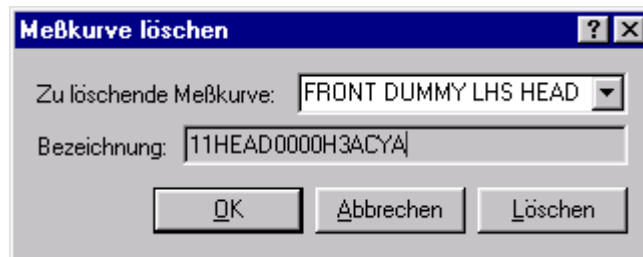 Meßkurve löschen
Zu löschende Meßkurve: FRONT DUMMY LHS HEAD
Bezeichnung: 11HEAD0000H3ACYA
OK Abbrechen Löschen